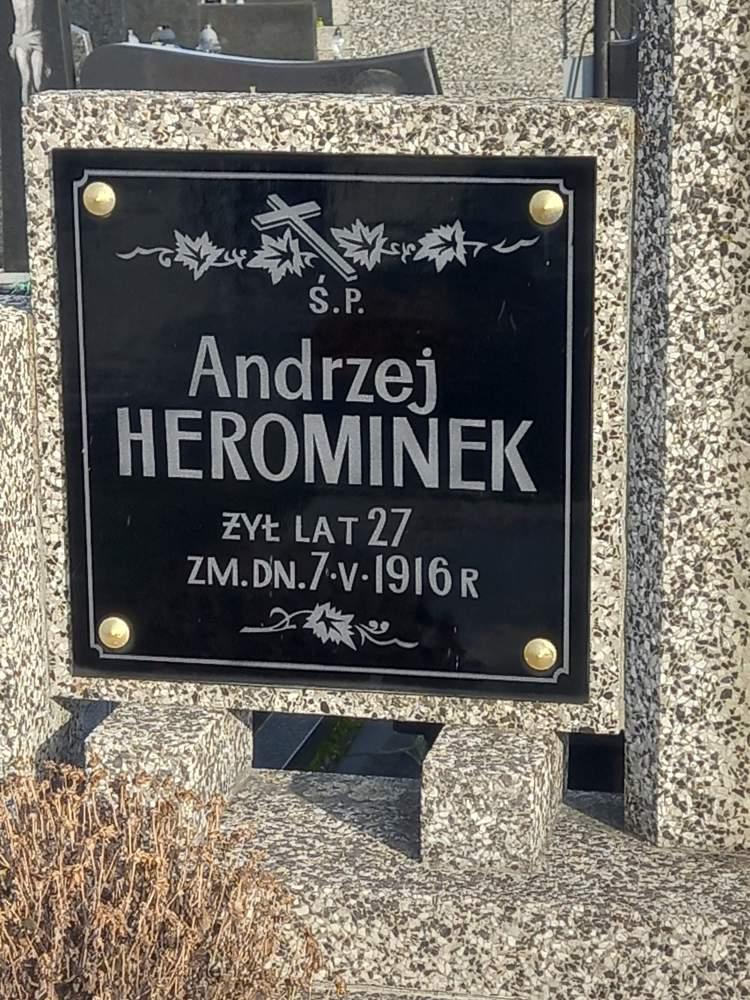 Ś.P.
Andrzej
HEROMINEK
ŻYŁ LAT 27
ZM.DN.7·V·1916 R